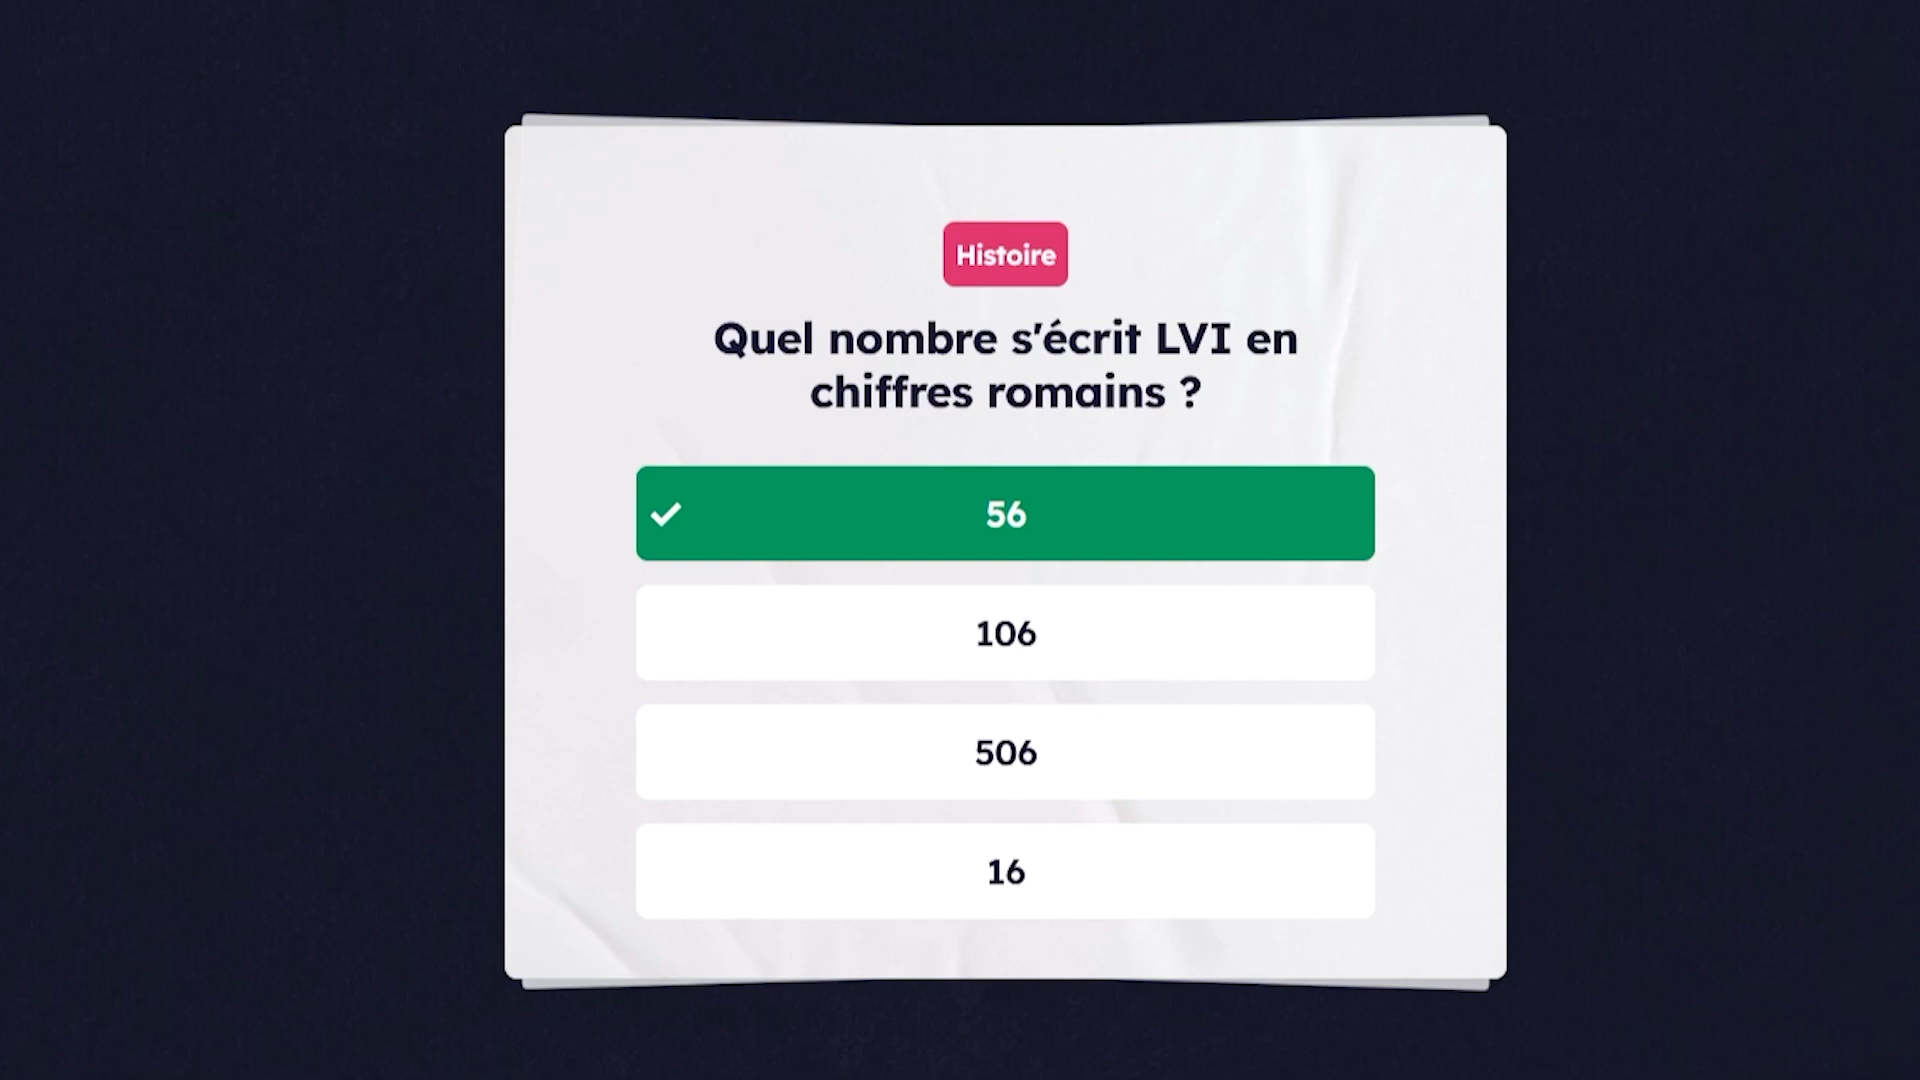 Histoire
Quel nombre s'écrit LVI en
chiffres romains ?
56
106
506
16